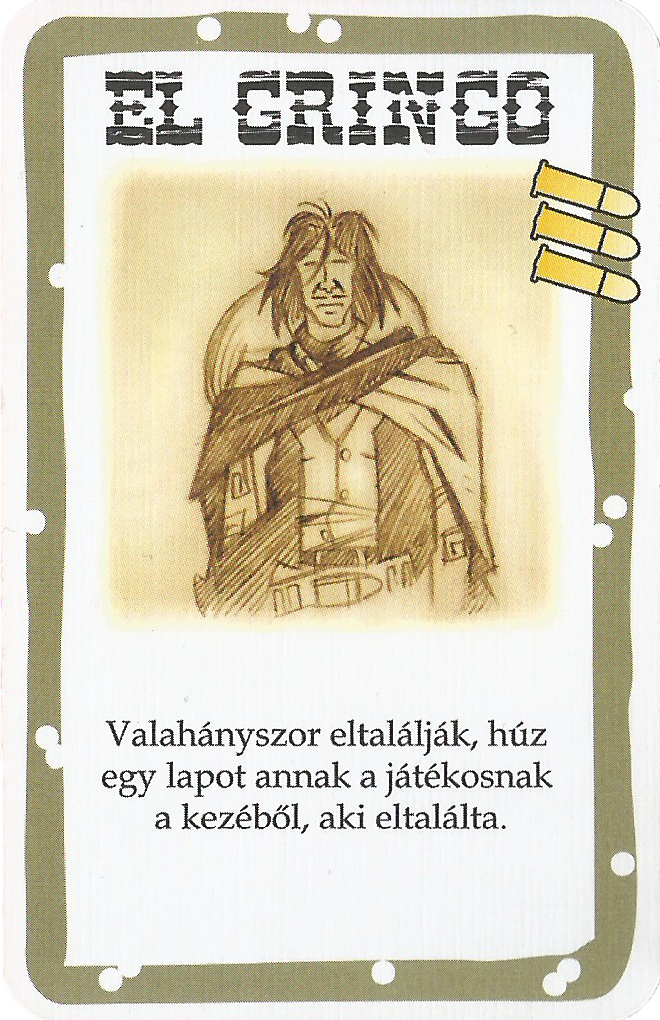 EL GRINGO
Valahányszor eltalálják, húz
egy lapot annak a játékosnak
a kezéből, aki eltalálta.